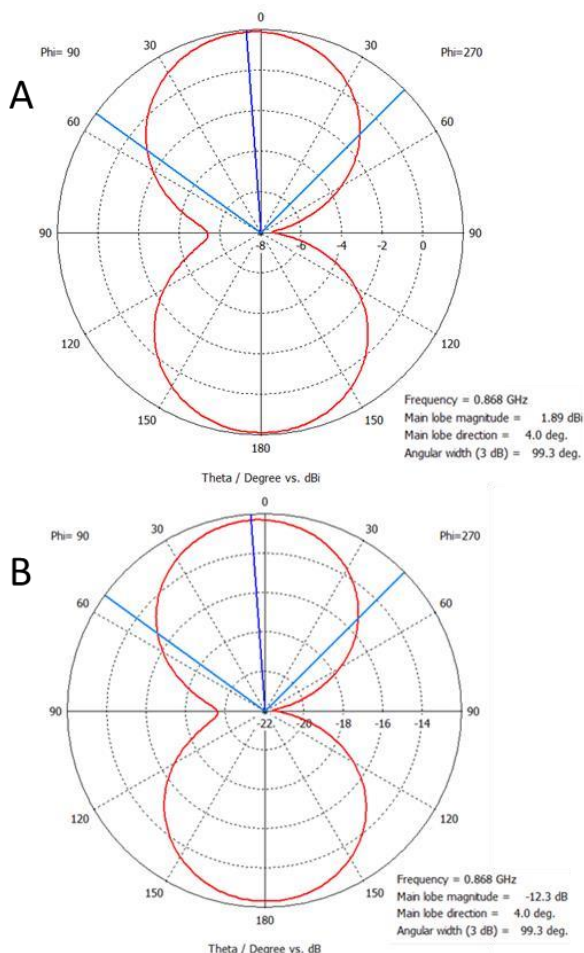 A
0
Phi= 90
30
30
Phi=270
60
60
90
-8
-6
-4
-2
0
90
120
120
150
150
180
Frequency = 0.868 GHz
Main lobe magnitude = 1.89 dBi
Main lobe direction = 4.0 deg.
Angular width (3 dB) = 99.3 deg.
Theta / Degree vs. dBi
B
0
Phi= 90
30
30
Phi=270
60
60
90
-22
-20
-18
-16
-14
90
120
120
150
150
180
Frequency = 0.868 GHz
Main lobe magnitude = -12.3 dB
Main lobe direction = 4.0 deg.
Angular width (3 dB) = 99.3 deg.
Theta / Degree vs. dB